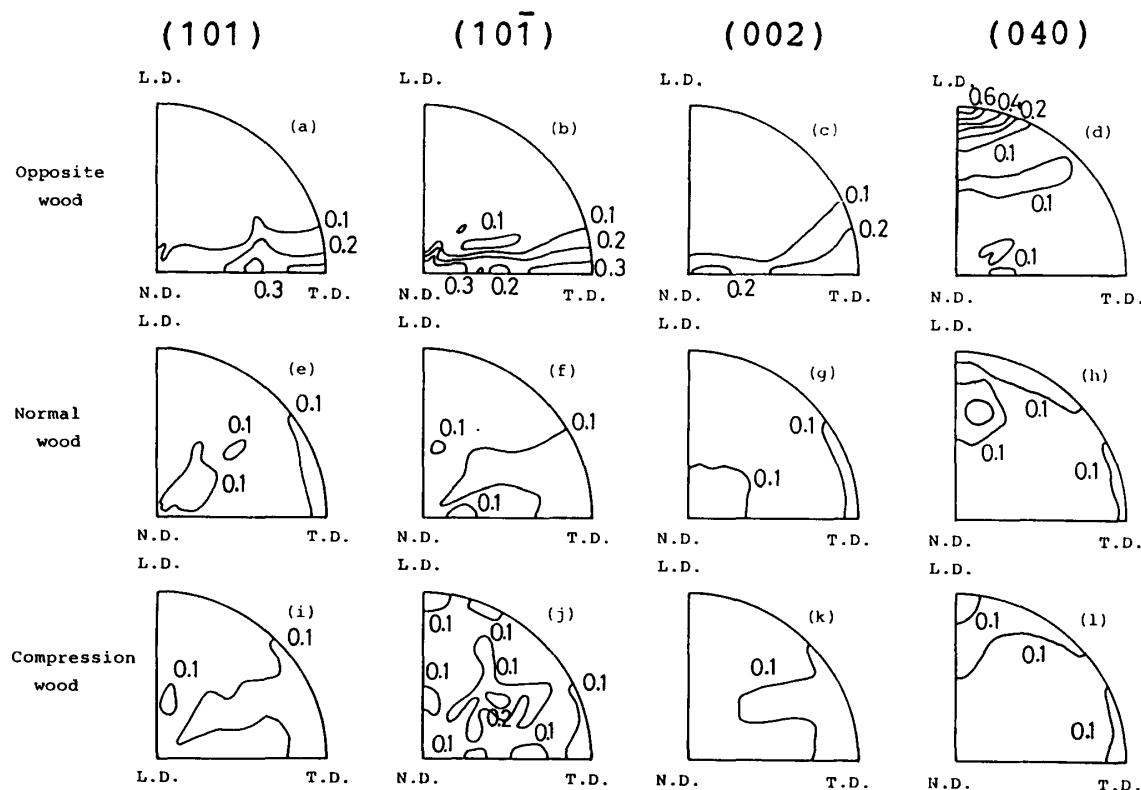 (101) (10̄1) (002) (040)
L.D. L.D. L.D. L.D.
Opposite wood
(a) 0.1 0.2 0.3
(b) 0.1 0.1 0.2 0.3 0.3 0.2
(c) 0.1 0.2 0.2
(d) 0.6 0.4 0.2 0.1 0.1 0.1
N.D. T.D. N.D. T.D. N.D. T.D. N.D. T.D.
L.D. L.D. L.D. L.D.
Normal wood
(e) 0.1 0.1 0.1
(f) 0.1 0.1 0.1
(g) 0.1 0.1
(h) 0.1 0.1 0.1
N.D. T.D. N.D. T.D. N.D. T.D. N.D. T.D.
L.D. L.D. L.D. L.D.
Compression wood
(i) 0.1 0.1
(j) 0.1 0.1 0.1 0.1 0.1 0.2 0.1 0.1
(k) 0.1
(l) 0.1 0.1 0.1
L.D. T.D. N.D. T.D. N.D. T.D. N.D. T.D.